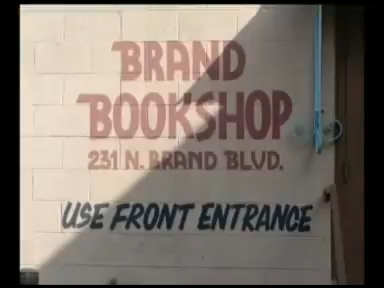 BRAND
BOOKSHOP
231 N. BRAND BLVD.
USE FRONT ENTRANCE